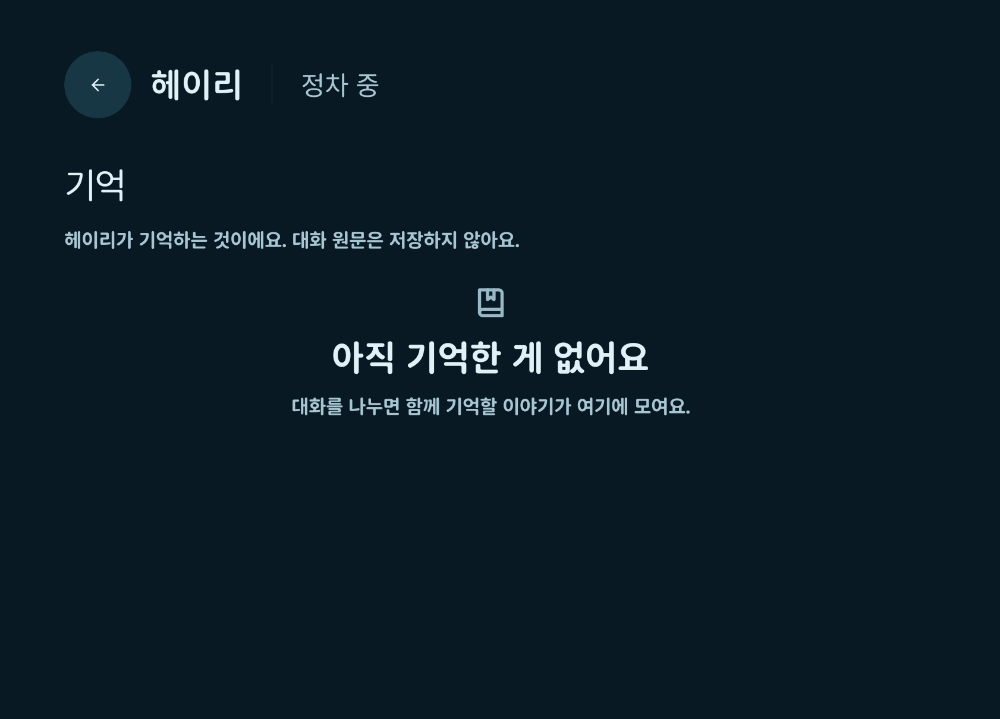 헤이리
정차 중
기억
헤이리가 기억하는 것이에요. 대화 원문은 저장하지 않아요.
아직 기억한 게 없어요
대화를 나누면 함께 기억할 이야기가 여기에 모여요.